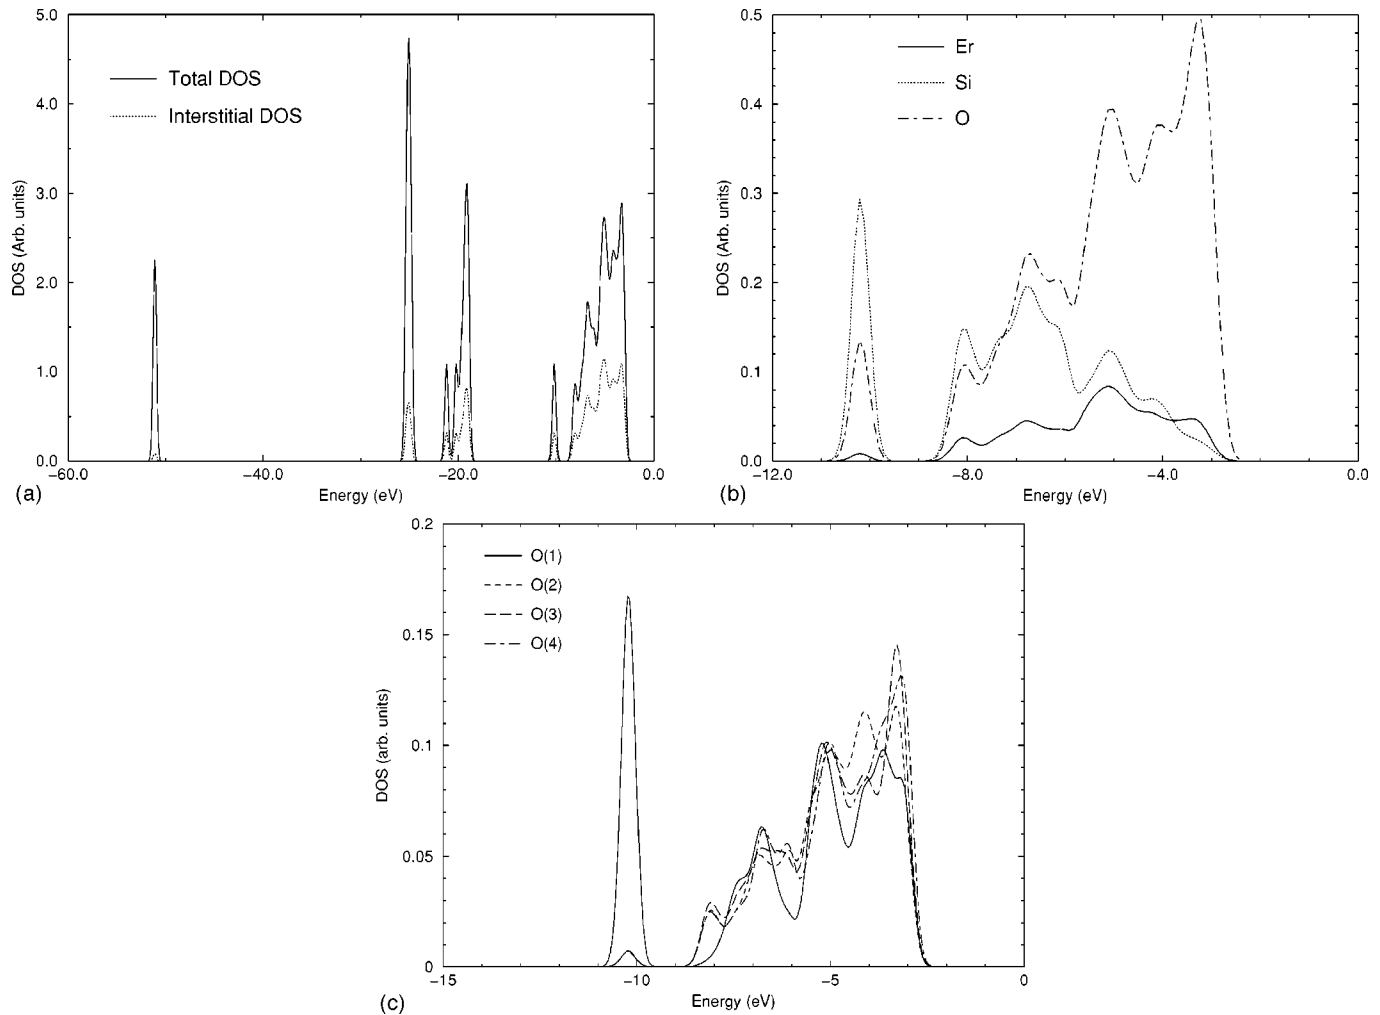 5.0
4.0
3.0
2.0
1.0
0.0
DOS (Arb. units)
Total DOS
Interstitial DOS
−60.0 −40.0 −20.0 0.0
Energy (eV)
(a)
0.5
0.4
0.3
0.2
0.1
0.0
DOS (Arb. units)
Er
Si
O
−12.0 −8.0 −4.0 0.0
Energy (eV)
(b)
0.2
0.15
0.1
0.05
0
DOS (arb. units)
O(1)
O(2)
O(3)
O(4)
−15 −10 −5 0
Energy (eV)
(c)